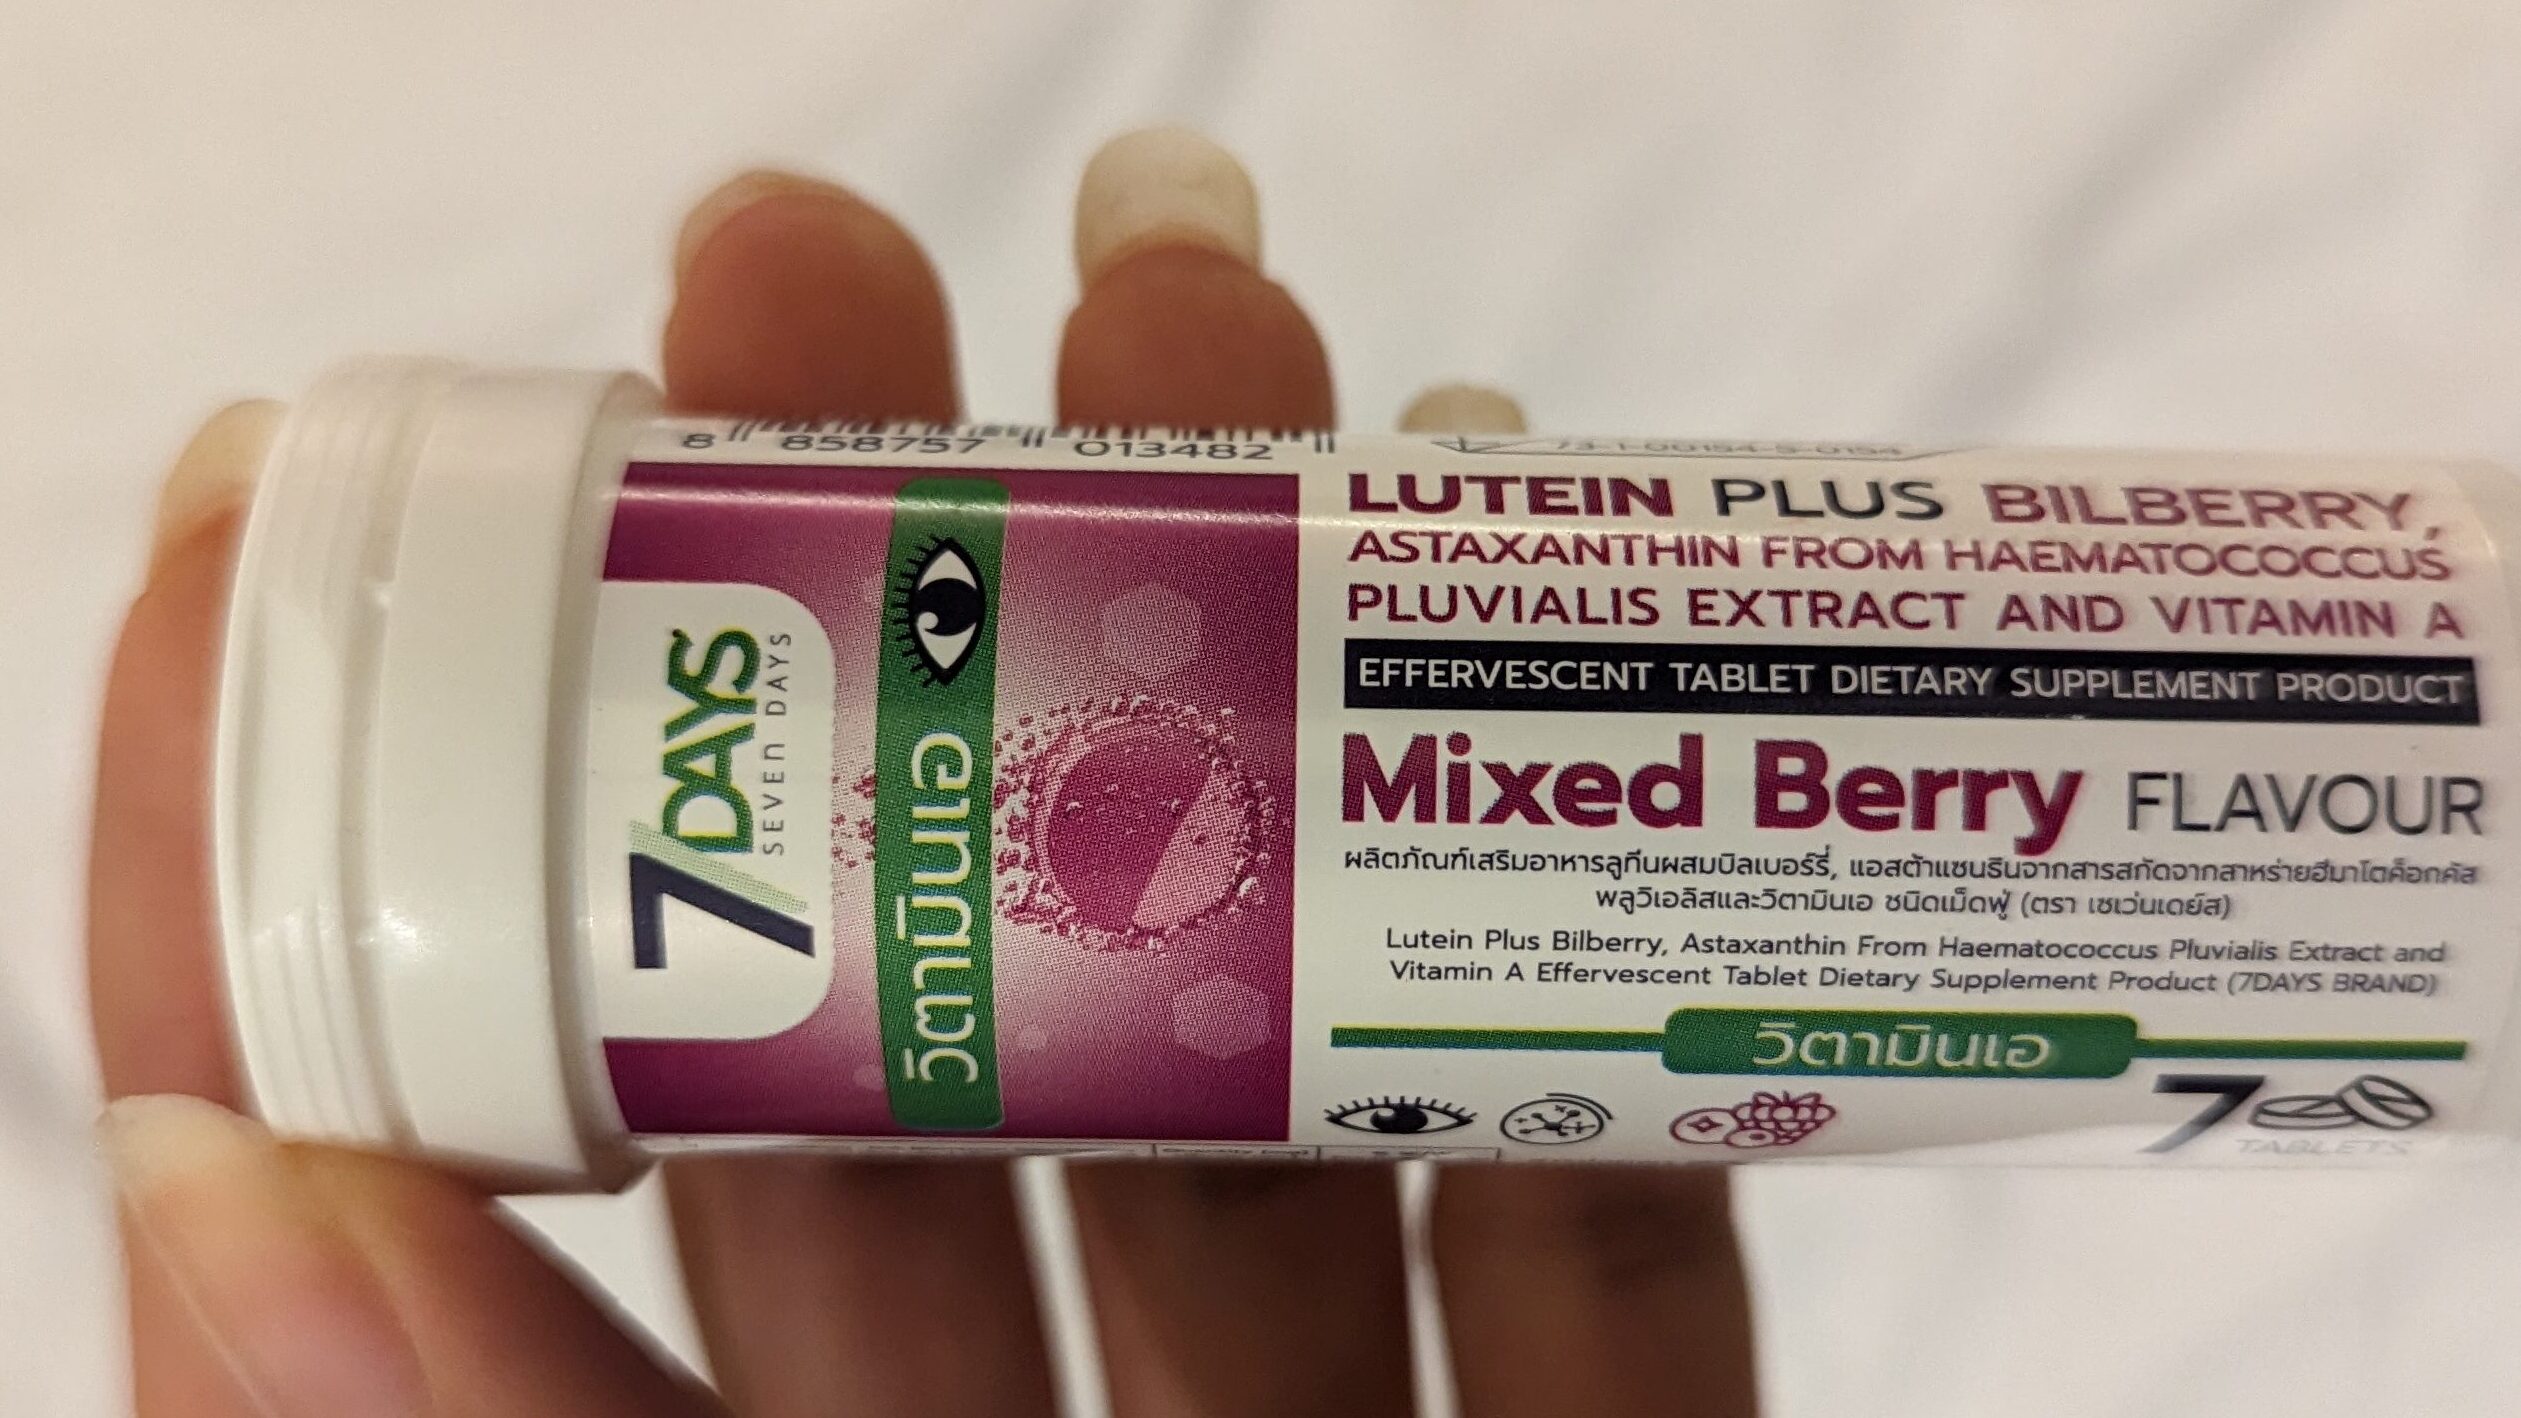 8 858757 013482
73-1-00154-5-0154
7DAYS
SEVEN DAYS
วิตามินเอ
LUTEIN PLUS BILBERRY,
ASTAXANTHIN FROM HAEMATOCOCCUS
PLUVIALIS EXTRACT AND VITAMIN A
EFFERVESCENT TABLET DIETARY SUPPLEMENT PRODUCT
Mixed Berry FLAVOUR
ผลิตภัณฑ์เสริมอาหารลูทีนผสมบิลเบอร์รี่, แอสต้าแซนธินจากสารสกัดจากสาหร่ายฮีมาโตค็อกคัส
พลูวิเอลิสและวิตามินเอ ชนิดเม็ดฟู่ (ตรา เซเว่นเดย์ส)
Lutein Plus Bilberry, Astaxanthin From Haematococcus Pluvialis Extract and
Vitamin A Effervescent Tablet Dietary Supplement Product (7DAYS BRAND)
วิตามินเอ
7
TABLETS